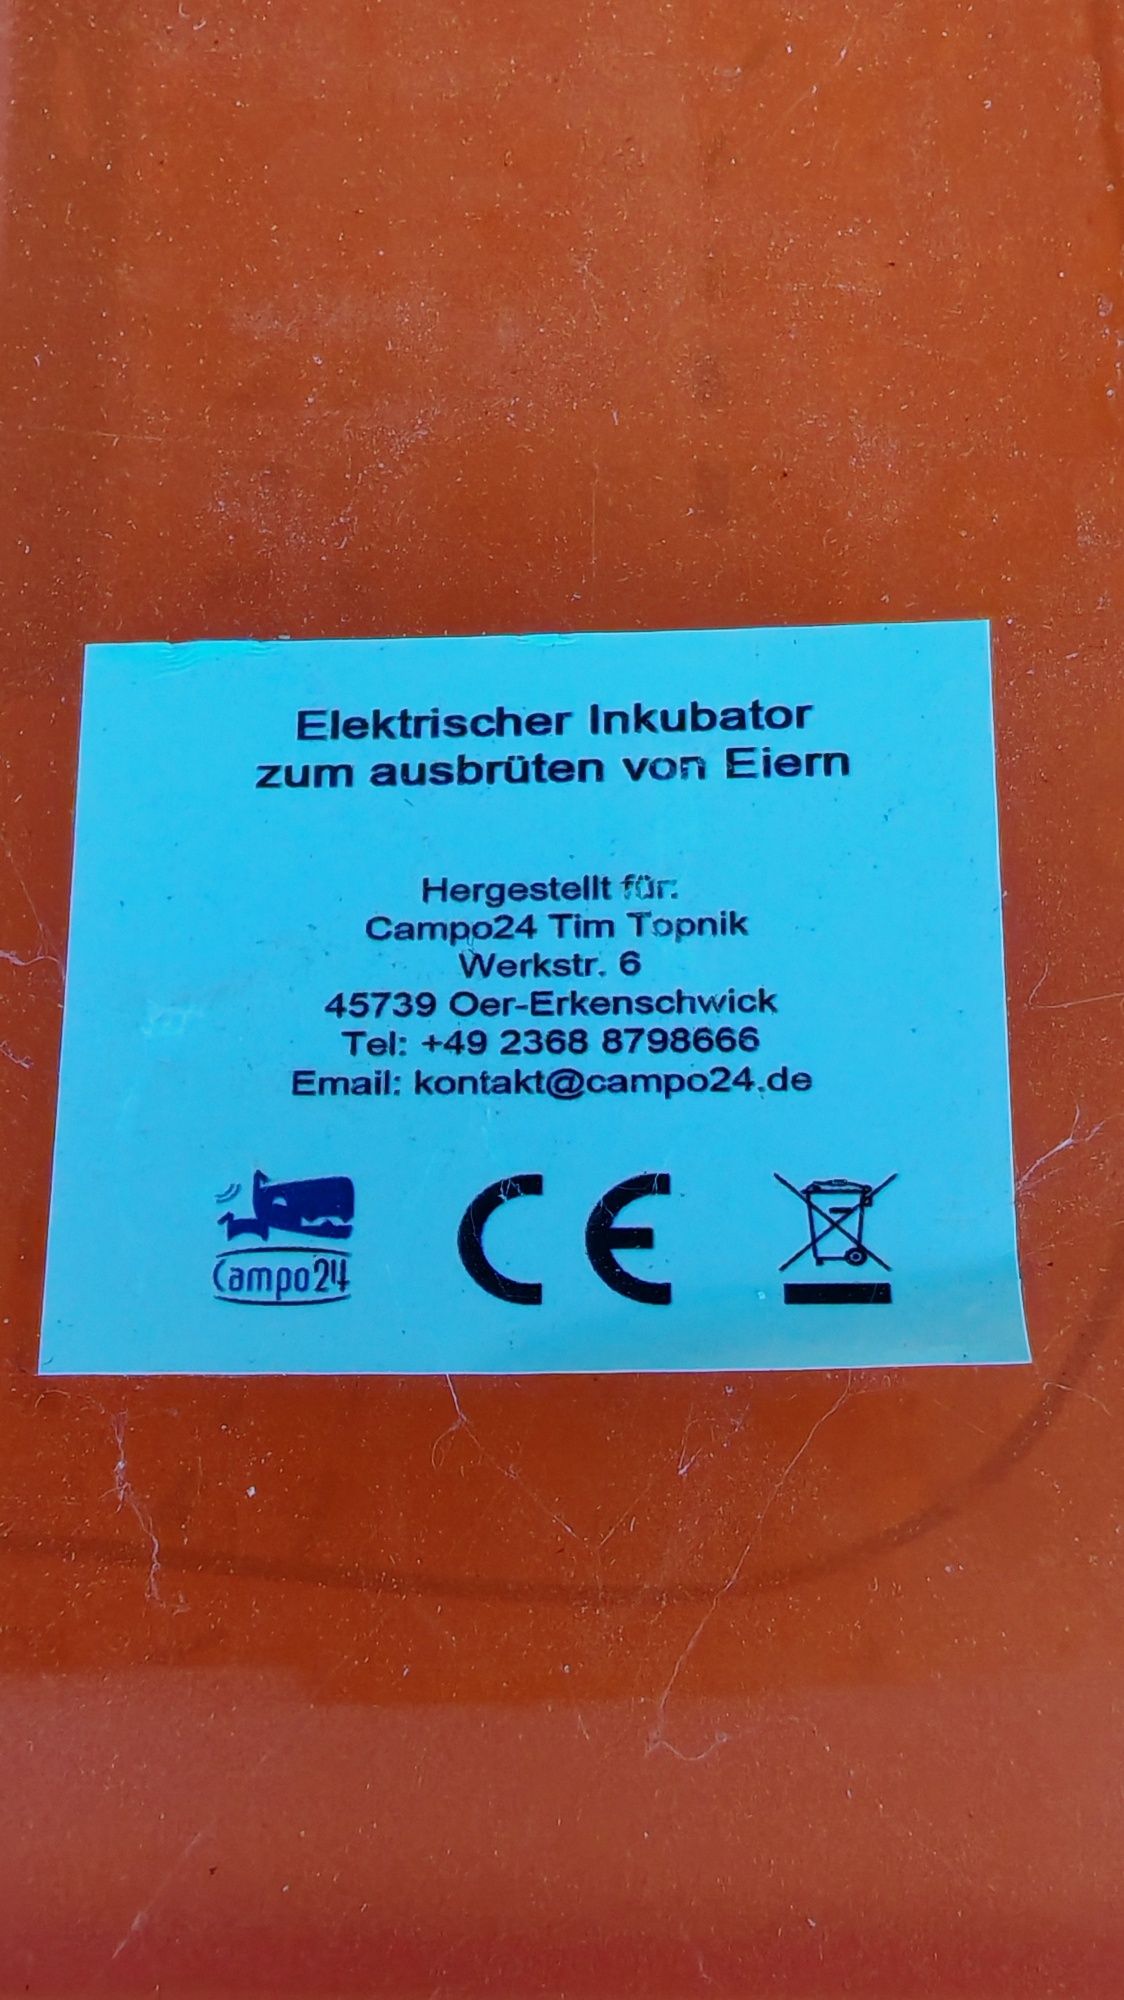 Elektrischer Inkubator
zum ausbrüten von Eiern
Hergestellt für:
Campo24 Tim Topnik
Werkstr. 6
45739 Oer-Erkenschwick
Tel: +49 2368 8798666
Email: kontakt@campo24.de
Campo24
CE